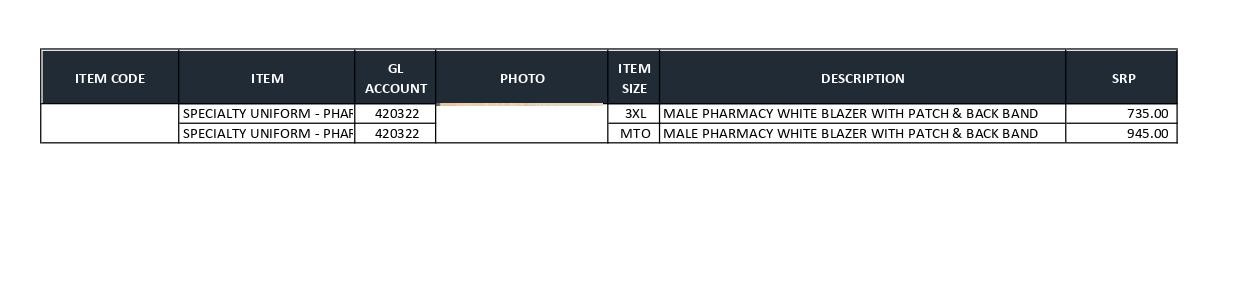 ITEM CODE ITEM GL ACCOUNT PHOTO ITEM SIZE DESCRIPTION SRP
SPECIALTY UNIFORM - PHAR 420322 3XL MALE PHARMACY WHITE BLAZER WITH PATCH & BACK BAND 735.00
SPECIALTY UNIFORM - PHAR 420322 MTO MALE PHARMACY WHITE BLAZER WITH PATCH & BACK BAND 945.00